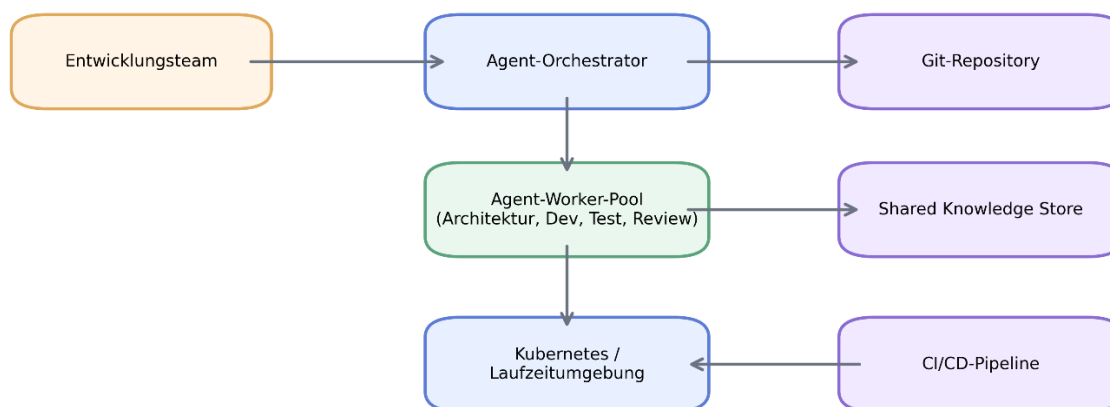 Entwicklungsteam
Agent-Orchestrator
Git-Repository
Agent-Worker-Pool
(Architektur, Dev, Test, Review)
Shared Knowledge Store
Kubernetes /
Laufzeitumgebung
CI/CD-Pipeline